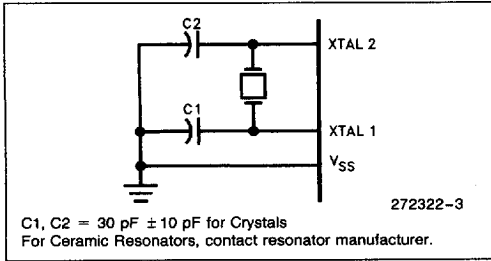 C2
XTAL 2
C1
XTAL 1
VSS
272322-3
C1, C2 = 30 pF ±10 pF for Crystals
For Ceramic Resonators, contact resonator manufacturer.